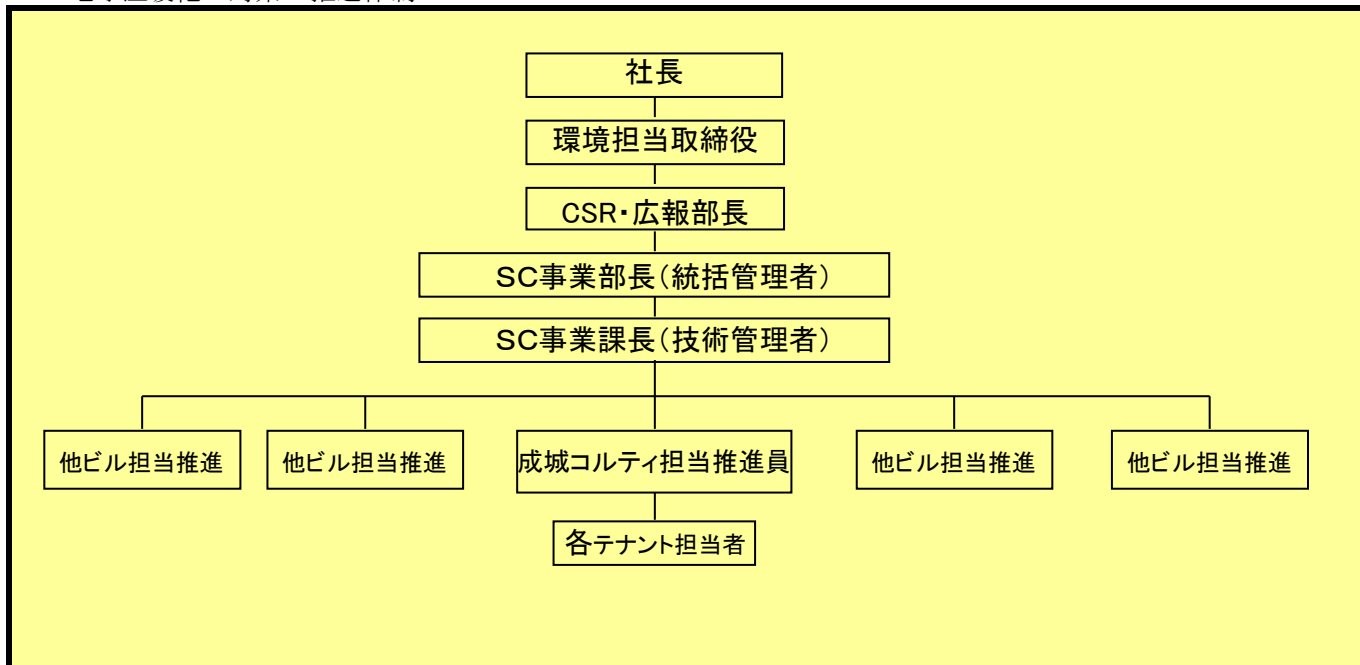 社長
環境担当取締役
CSR・広報部長
SC事業部長(統括管理者)
SC事業課長(技術管理者)
他ビル担当推進 他ビル担当推進 成城コルティ担当推進員 他ビル担当推進 他ビル担当推進
各テナント担当者